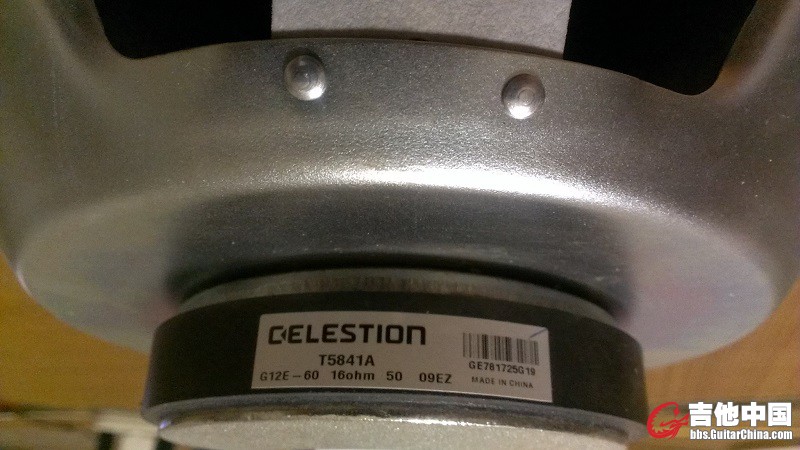 CELESTION
T5841A
GE781725G19
G12E-60 16ohm 50 09EZ
MADE IN CHINA
吉他中国
bbs.GuitarChina.com